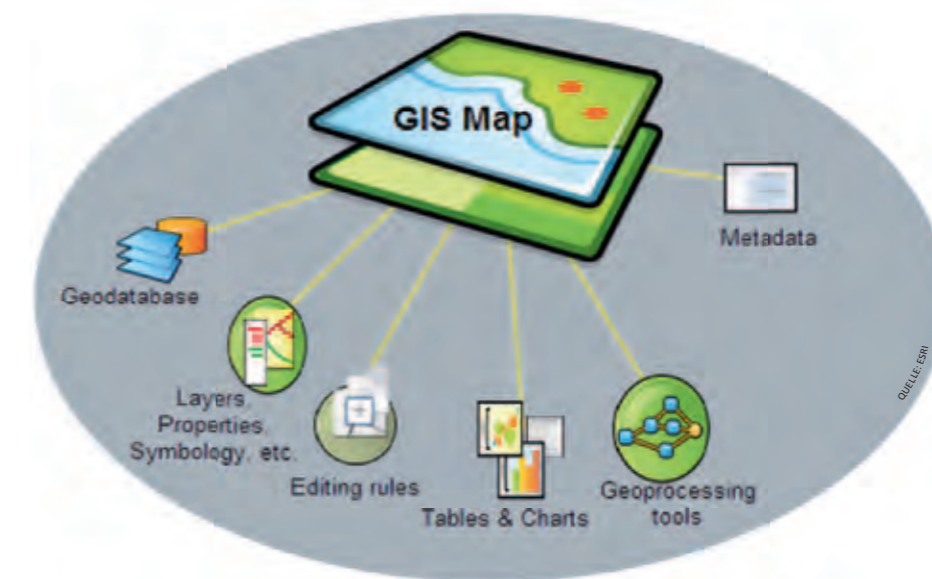 GIS Map
Metadata
Geodatabase
Layers,
Properties,
Symbology, etc.
Editing rules
Tables & Charts
Geoprocessing
tools
QUELLE: ESRI